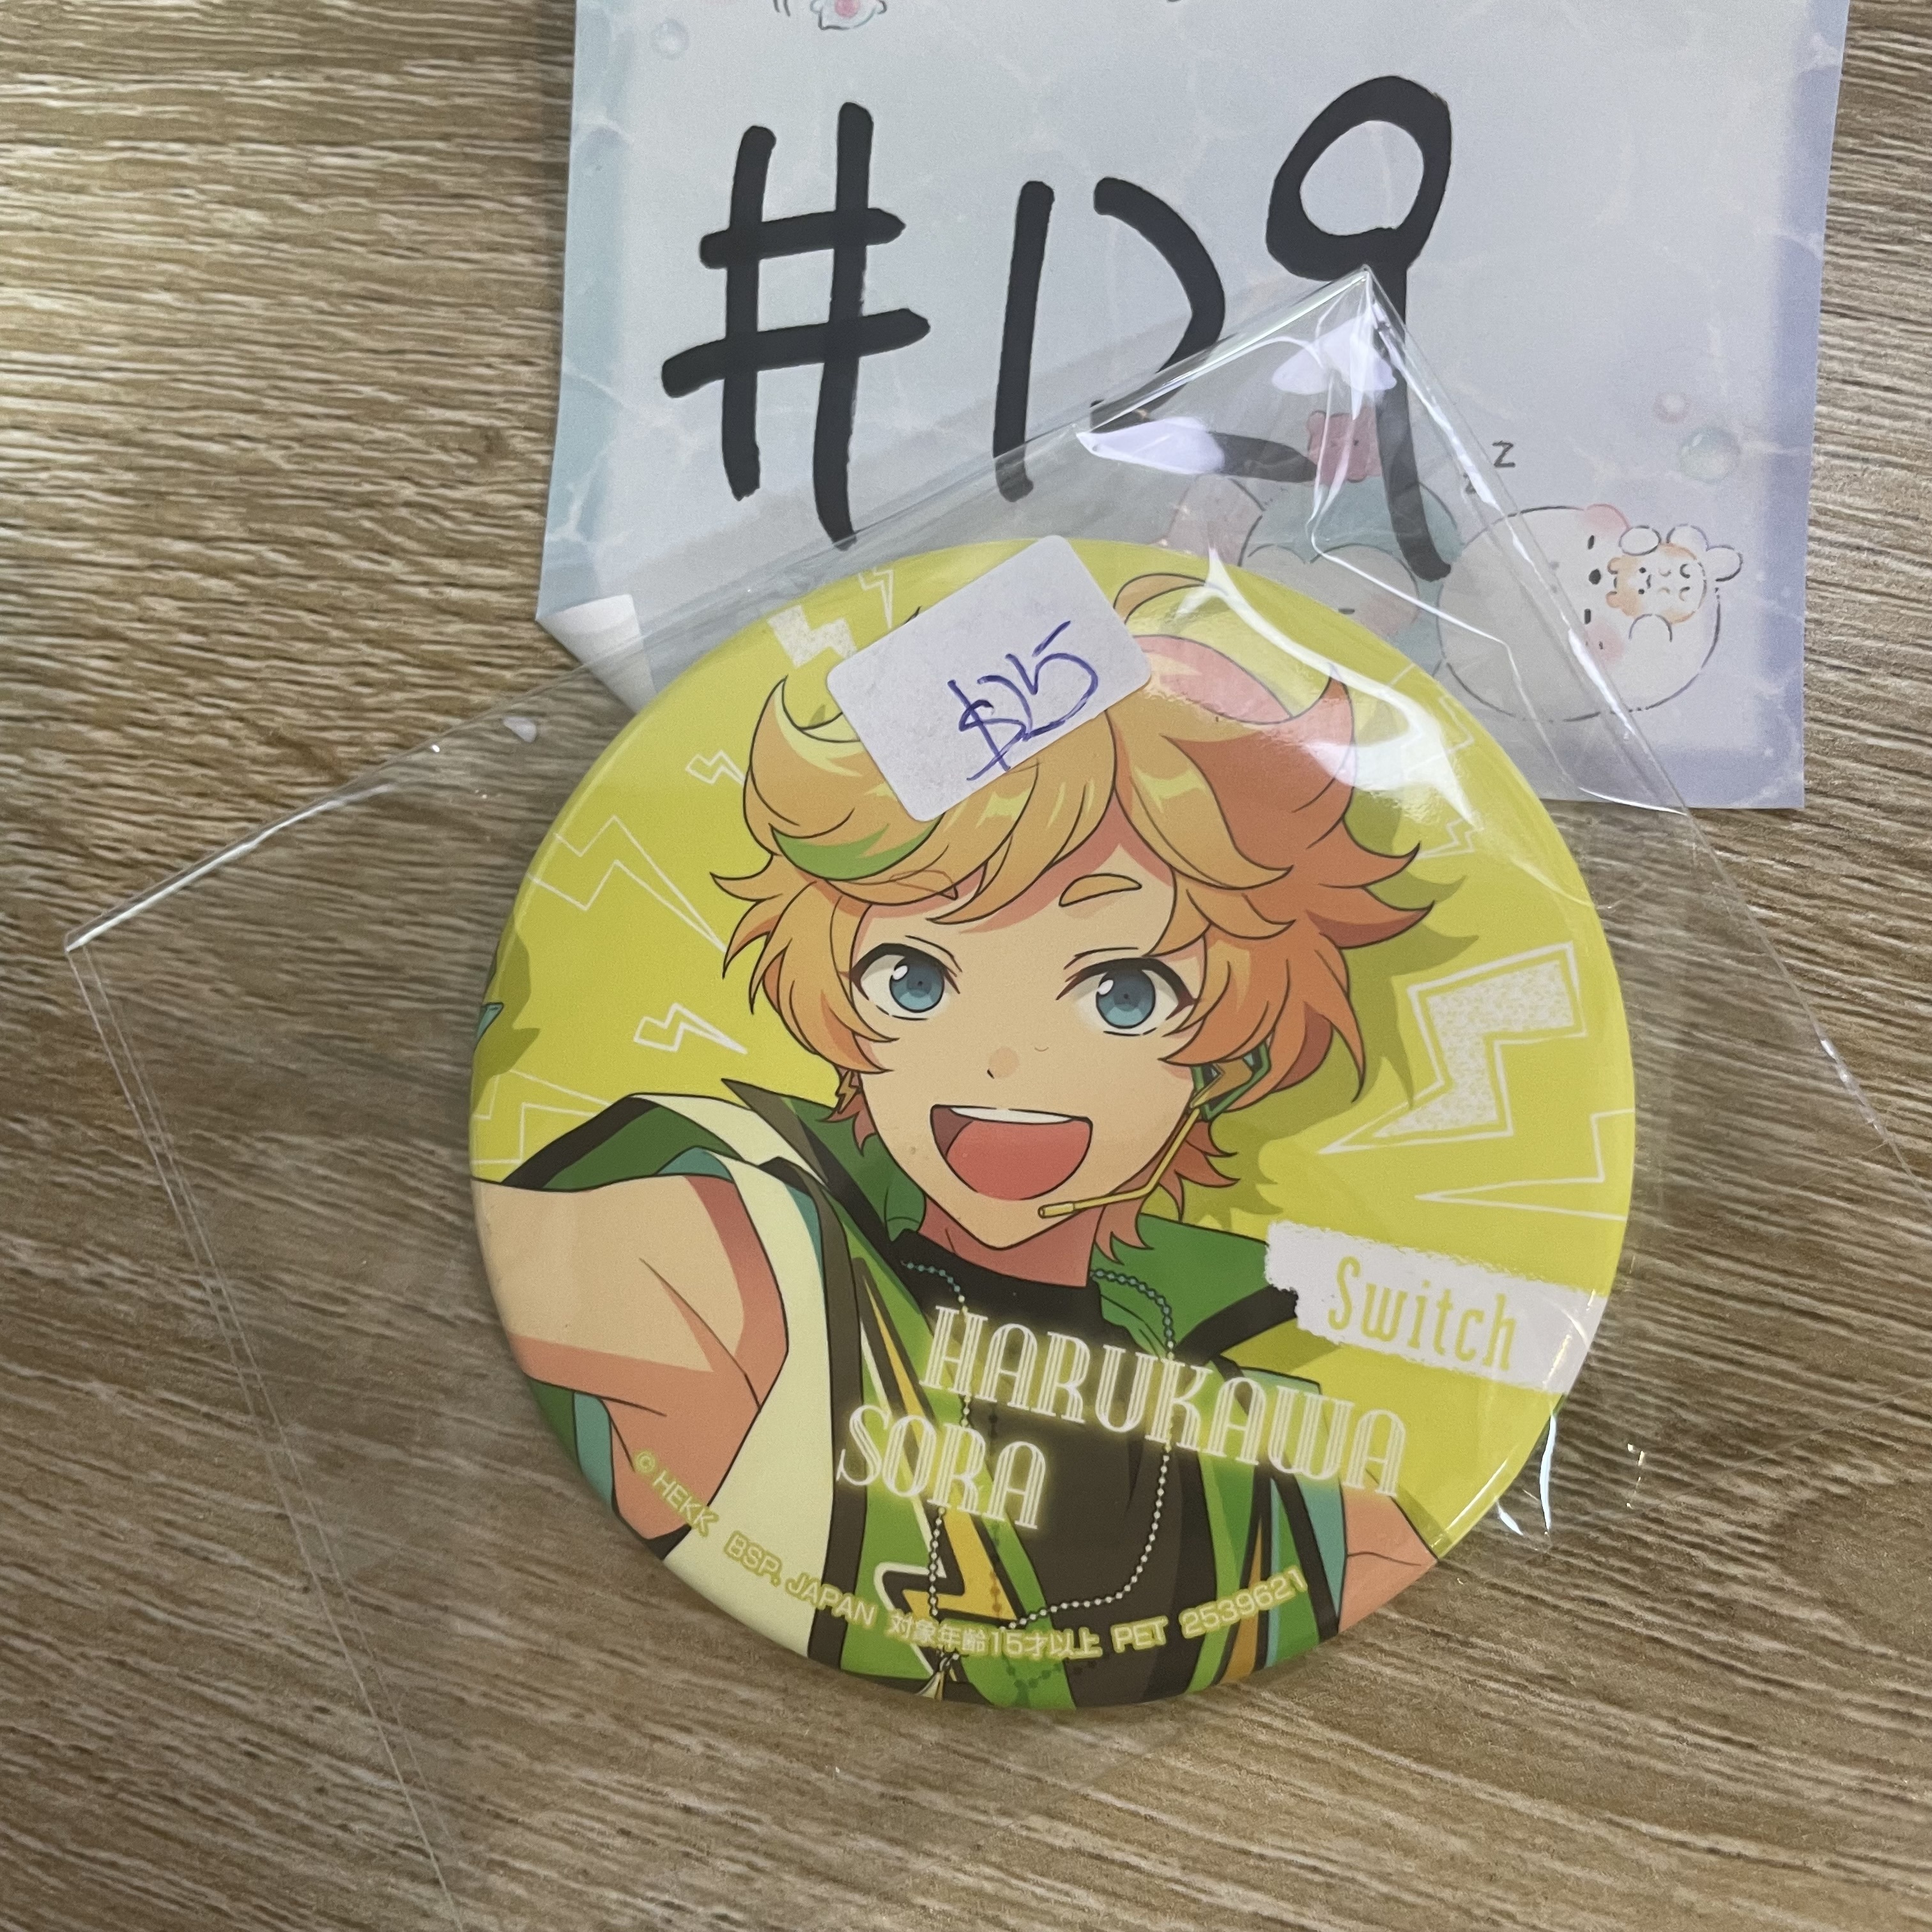 #129
z
z
$25
Switch
HARUKAWA
SORA
© HEKK BSP, JAPAN 対象年齢15才以上 PET 2539621